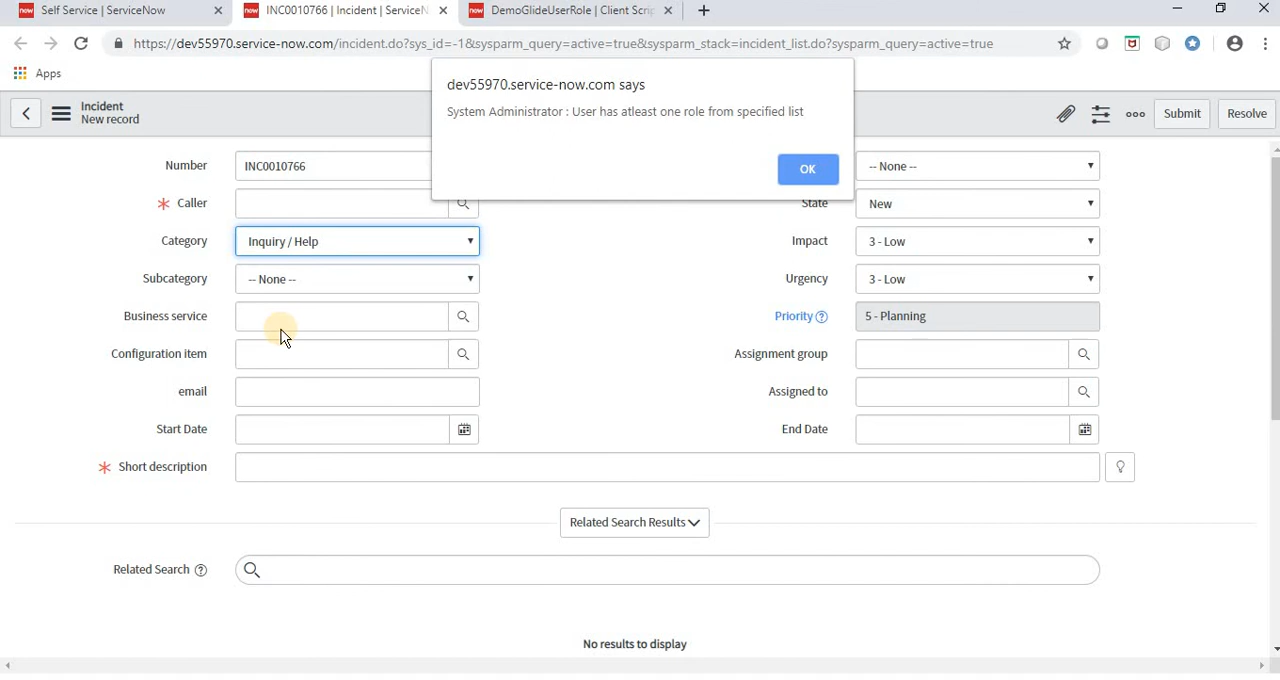 Self Service | ServiceNow
INC0010766 | Incident | ServiceN
DemoGlideUserRole | Client Scrip
https://dev55970.service-now.com/incident.do?sys_id=-1&sysparm_query=active=true&sysparm_stack=incident_list.do?sysparm_query=active=true
Apps
dev55970.service-now.com says
System Administrator : User has atleast one role from specified list
OK
Incident
New record
Submit
Resolve
Number INC0010766
-- None --
* Caller
State New
Category Inquiry / Help
Impact 3 - Low
Subcategory -- None --
Urgency 3 - Low
Business service
Priority 5 - Planning
Configuration item
Assignment group
email
Assigned to
Start Date
End Date
* Short description
Related Search Results
Related Search
No results to display